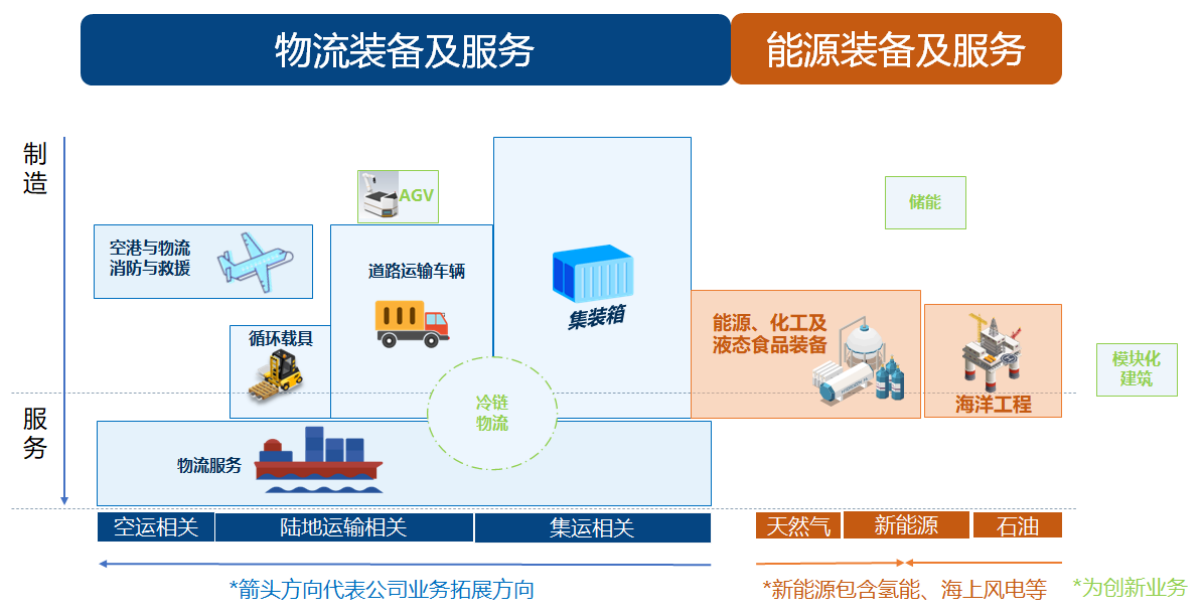 物流装备及服务
能源装备及服务
制造
AGV
储能
空港与物流
消防与救援
道路运输车辆
集装箱
循环载具
能源、化工及
液态食品装备
海洋工程
模块化
建筑
冷链
物流
服务
物流服务
空运相关
陆地运输相关
集运相关
天然气
新能源
石油
*箭头方向代表公司业务拓展方向
*新能源包含氢能、海上风电等
*为创新业务